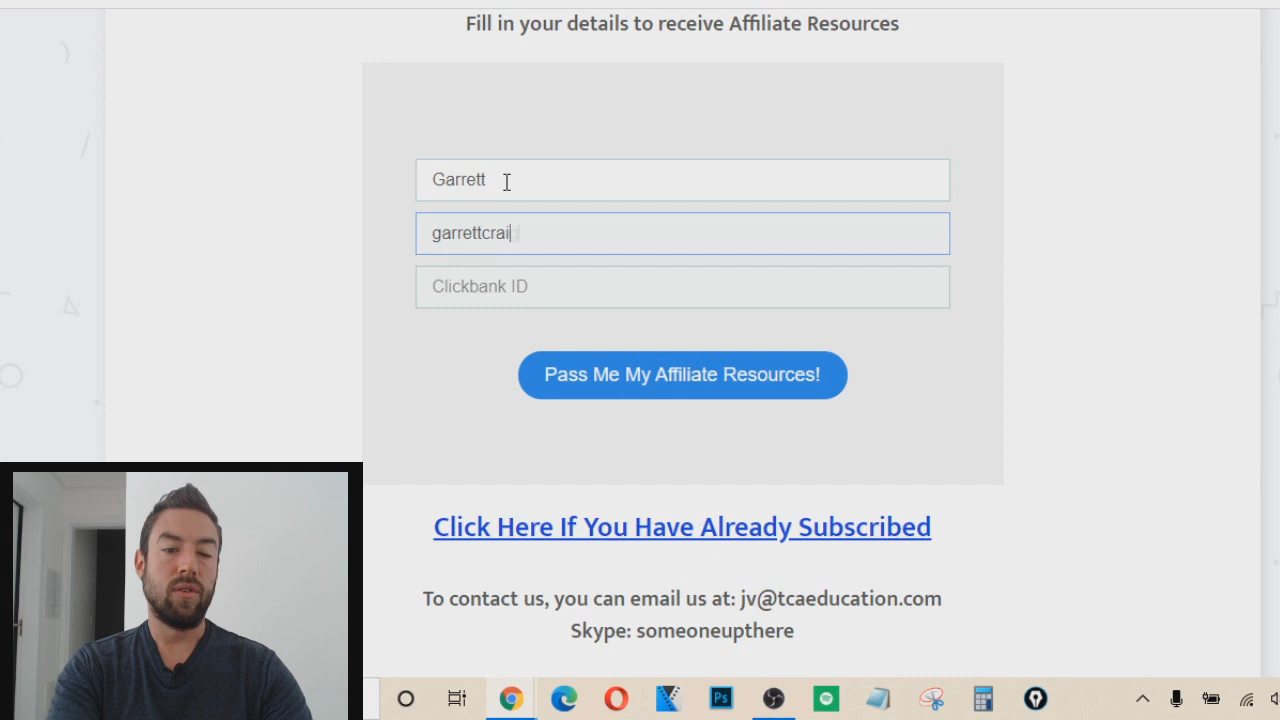 Fill in your details to receive Affiliate Resources
Garrett
garrettcrai
Clickbank ID
Pass Me My Affiliate Resources!
Click Here If You Have Already Subscribed
To contact us, you can email us at: jv@tcaeducation.com
Skype: someoneupthere
Ps